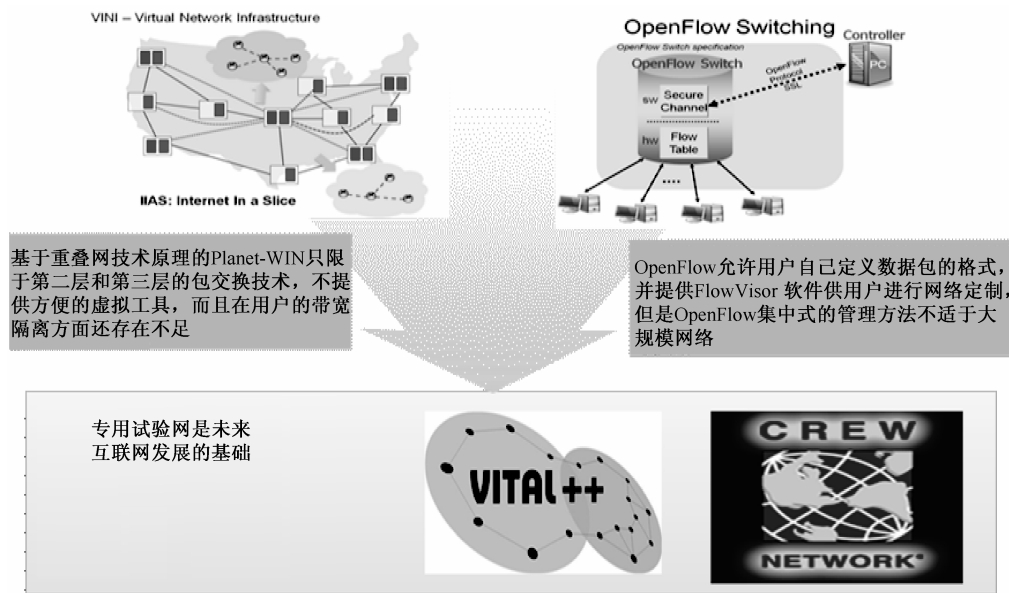 VINI – Virtual Network Infrastructure
IIAS: Internet In a Slice
OpenFlow Switching
Controller
OpenFlow Switch specification
OpenFlow Switch
PC
OpenFlow
Protocol
SSL
sw
Secure
Channel
hw
Flow
Table
....
基于重叠网技术原理的Planet-WIN只限
于第二层和第三层的包交换技术，不提
供方便的虚拟工具，而且在用户的带宽
隔离方面还存在不足
OpenFlow允许用户自己定义数据包的格式，
并提供FlowVisor 软件供用户进行网络定制，
但是OpenFlow集中式的管理方法不适于大
规模网络
专用试验网是未来
互联网发展的基础
VITAL++
CREW
NETWORK®